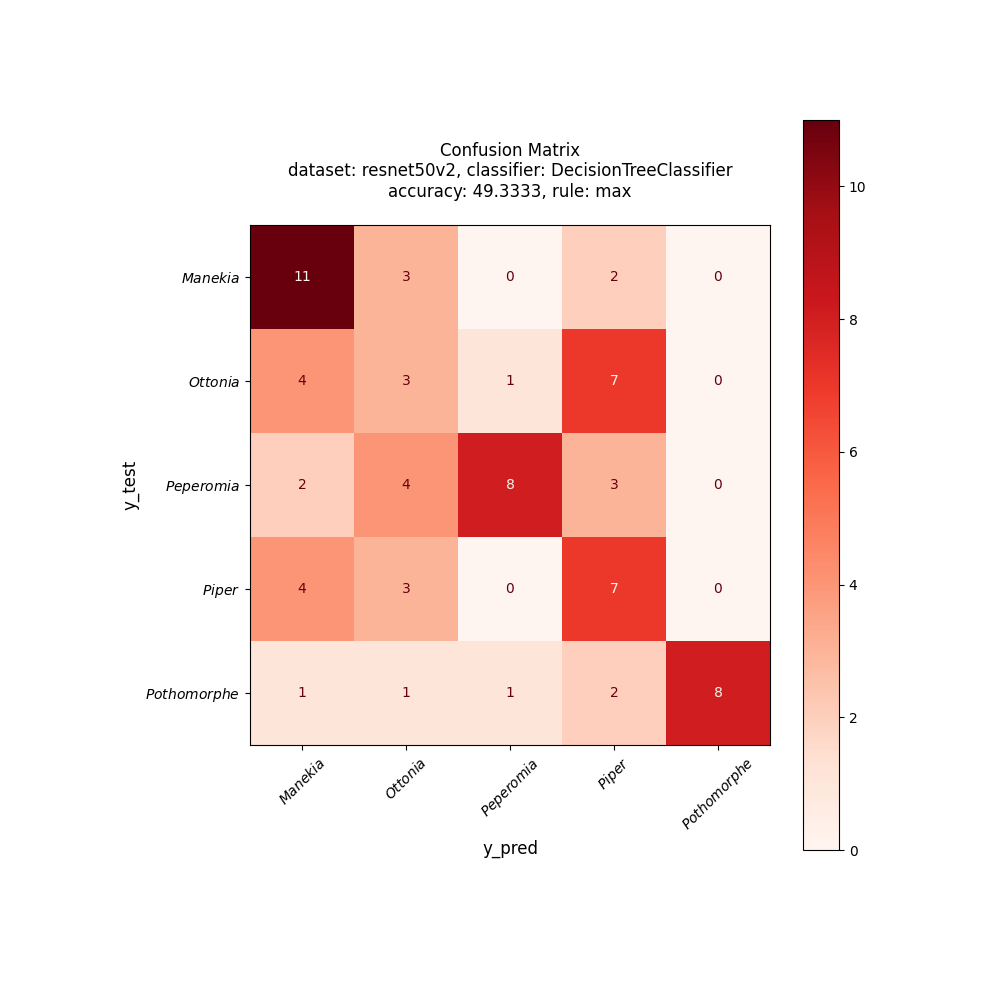 Confusion Matrix
dataset: resnet50v2, classifier: DecisionTreeClassifier
accuracy: 49.3333, rule: max
Manekia 11 3 0 2 0
Ottonia 4 3 1 7 0
Peperomia 2 4 8 3 0
Piper 4 3 0 7 0
Pothomorphe 1 1 1 2 8
y_test
Manekia Ottonia Peperomia Piper Pothomorphe
y_pred
10
8
6
4
2
0